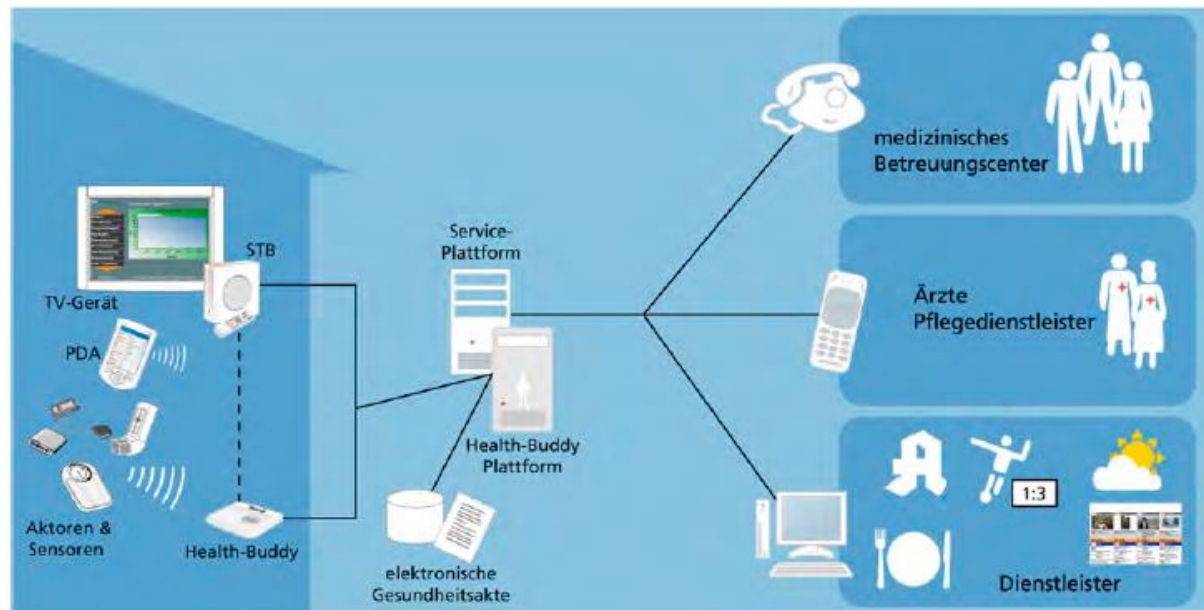 medizinisches
Betreuungscenter
Service-
Plattform
STB
TV-Gerät
PDA
Ärzte
Pflegedienstleister
Health-Buddy
Plattform
1:3
Aktoren &
Sensoren
Health-Buddy
elektronische
Gesundheitsakte
Dienstleister